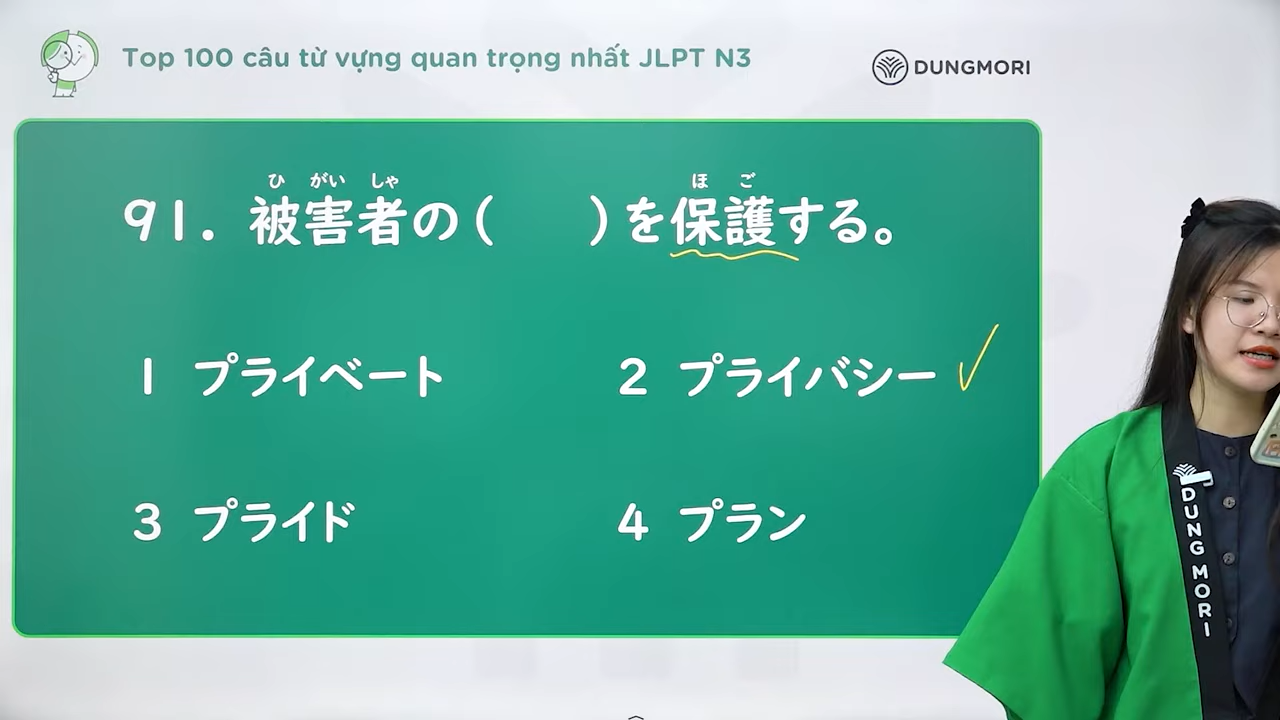 Top 100 câu từ vựng quan trọng nhất JLPT N3
DUNGMORI
ひ がい しゃ ほ ご
91. 被害者の( )を保護する。
1 プライベート 2 プライバシー
3 プライド 4 プラン
DUNGMORI